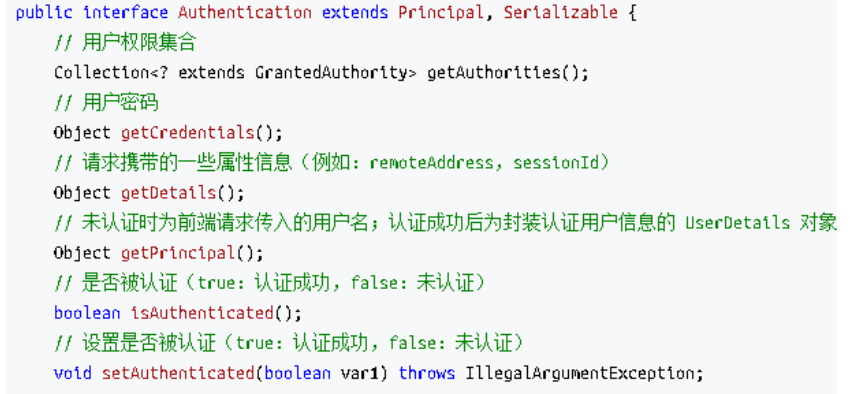 public interface Authentication extends Principal, Serializable {
// 用户权限集合
Collection<? extends GrantedAuthority> getAuthorities();
// 用户密码
Object getCredentials();
// 请求携带的一些属性信息（例如：remoteAddress，sessionId）
Object getDetails();
// 未认证时为前端请求传入的用户名；认证成功后为封装认证用户信息的 UserDetails 对象
Object getPrincipal();
// 是否被认证（true：认证成功，false：未认证）
boolean isAuthenticated();
// 设置是否被认证（true：认证成功，false：未认证）
void setAuthenticated(boolean var1) throws IllegalArgumentException;